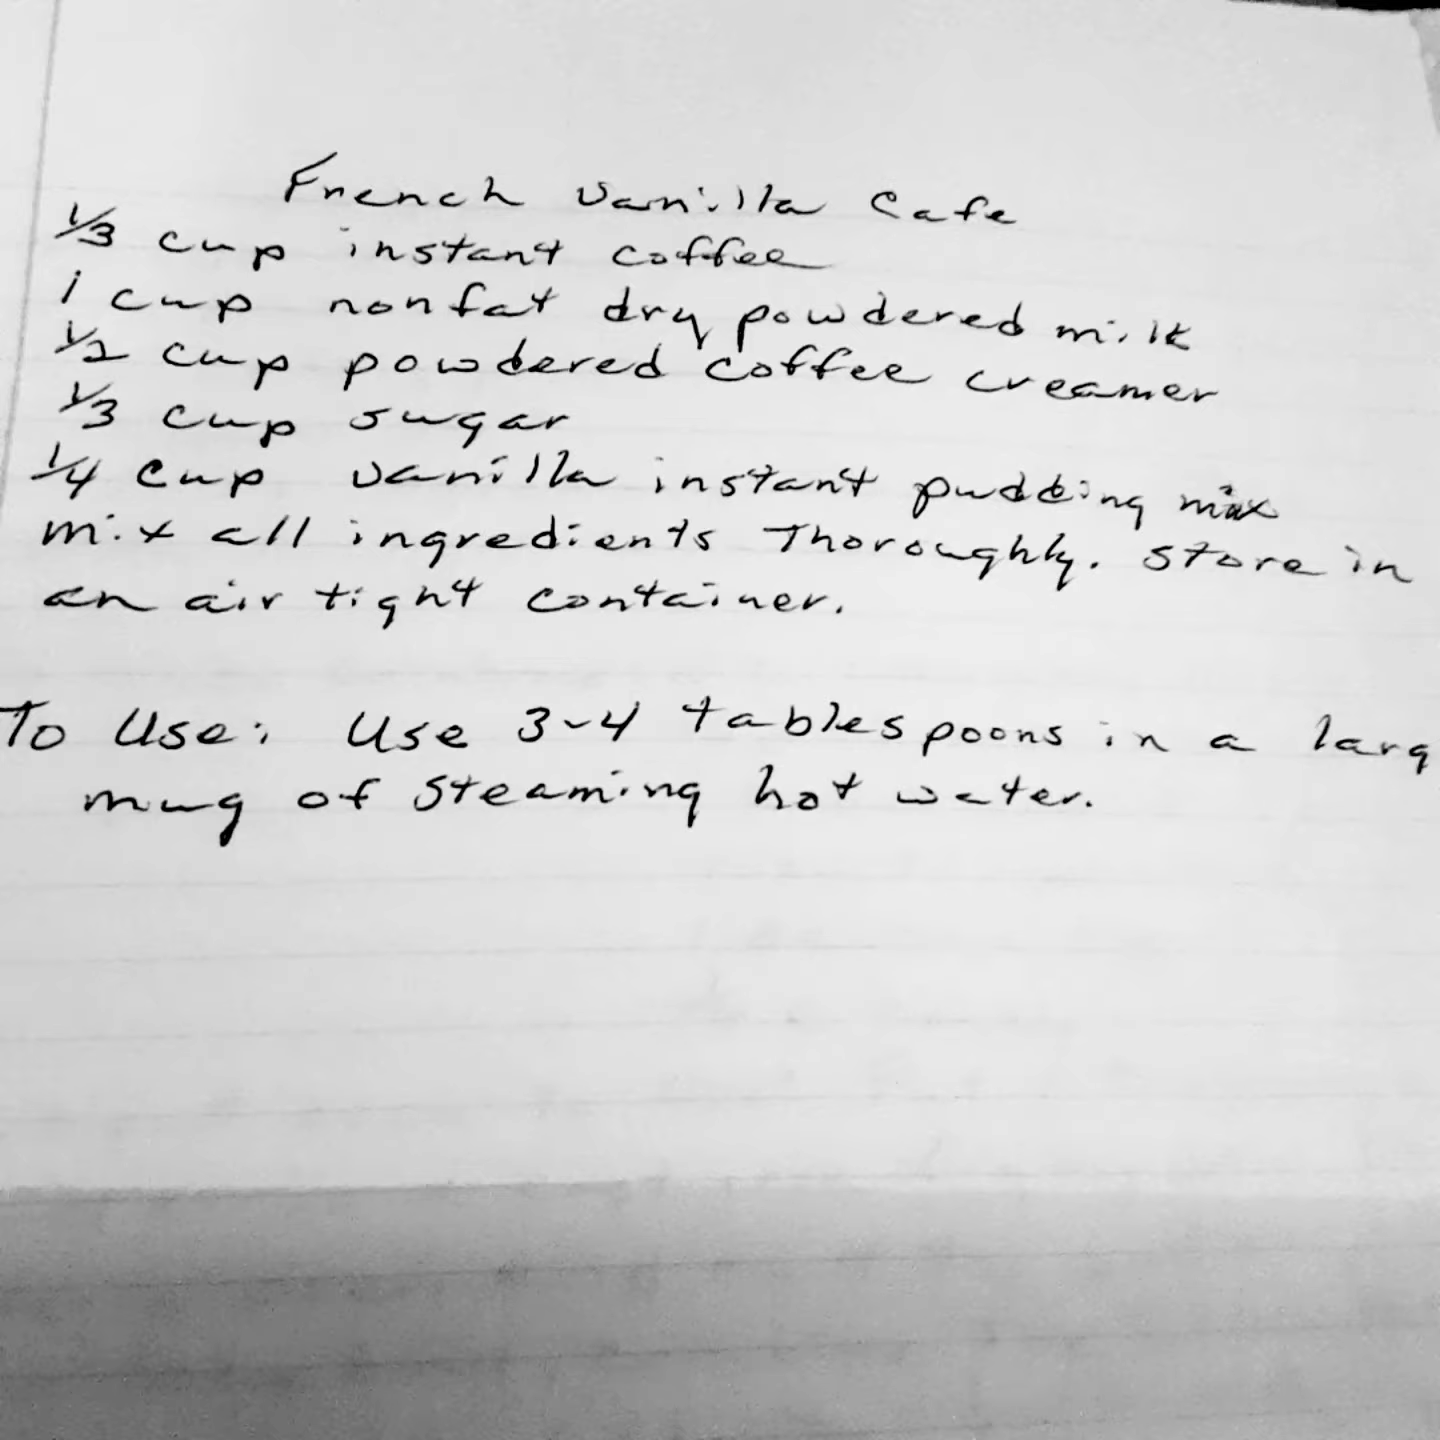 French Vanilla Cafe
1/3 cup instant coffee
1 cup nonfat dry powdered milk
1/2 cup powdered coffee creamer
1/3 cup sugar
1/4 cup vanilla instant pudding mix
mix all ingredients Thoroughly. Store in
an air tight container.
To Use: Use 3-4 tablespoons in a larg
mug of steaming hot water.